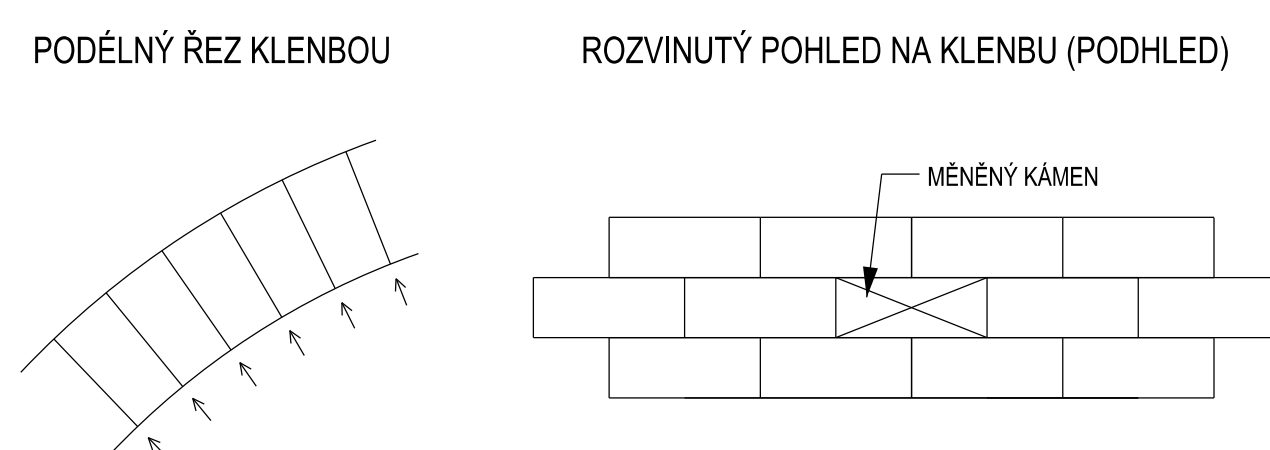 PODÉLNÝ ŘEZ KLENBOU
ROZVINUTÝ POHLED NA KLENBU (PODHLED)
MĚNĚNÝ KÁMEN